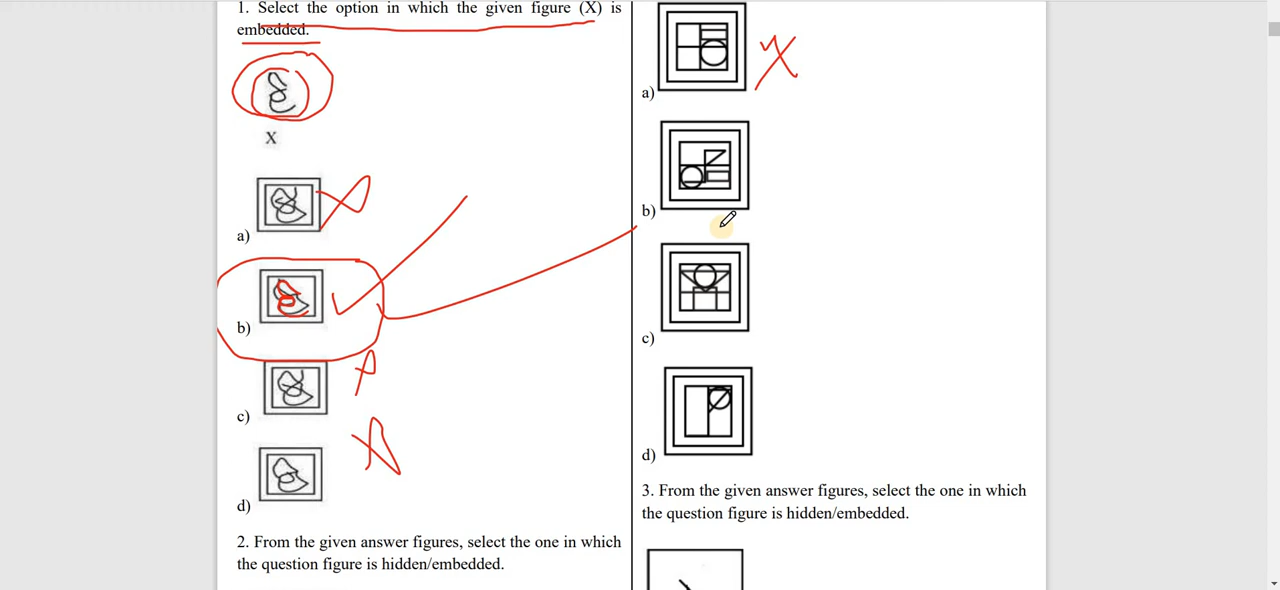 1. Select the option in which the given figure (X) is
embedded.
X
a)
b)
c)
d)
2. From the given answer figures, select the one in which
the question figure is hidden/embedded.
a)
b)
c)
d)
3. From the given answer figures, select the one in which
the question figure is hidden/embedded.